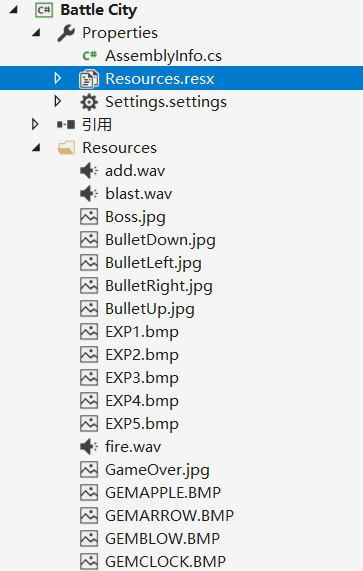 C# Battle City
Properties
C# AssemblyInfo.cs
Resources.resx
Settings.settings
引用
Resources
add.wav
blast.wav
Boss.jpg
BulletDown.jpg
BulletLeft.jpg
BulletRight.jpg
BulletUp.jpg
EXP1.bmp
EXP2.bmp
EXP3.bmp
EXP4.bmp
EXP5.bmp
fire.wav
GameOver.jpg
GEMAPPLE.BMP
GEMARROW.BMP
GEMBLOW.BMP
GEMCLOCK.BMP